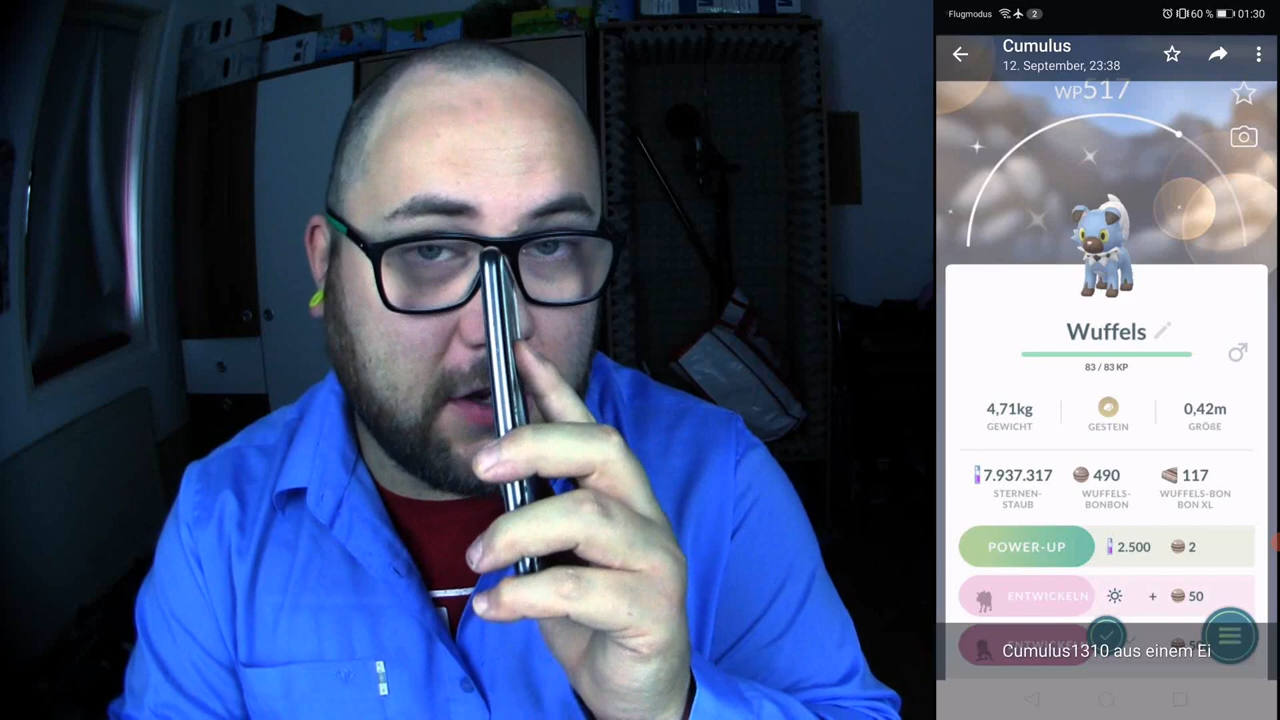 Flugmodus 2 60 % 01:30
Cumulus
12. September, 23:38
WP517
Wuffels
83 / 83 KP
4,71kg
GEWICHT
GESTEIN
0,42m
GRÖßE
7.937.317
STERNEN-
STAUB
490
WUFFELS-
BONBON
117
WUFFELS-BON
BON XL
POWER-UP 2.500 2
ENTWICKELN + 50
ENTWICKELN
Cumulus1310 aus einem Ei